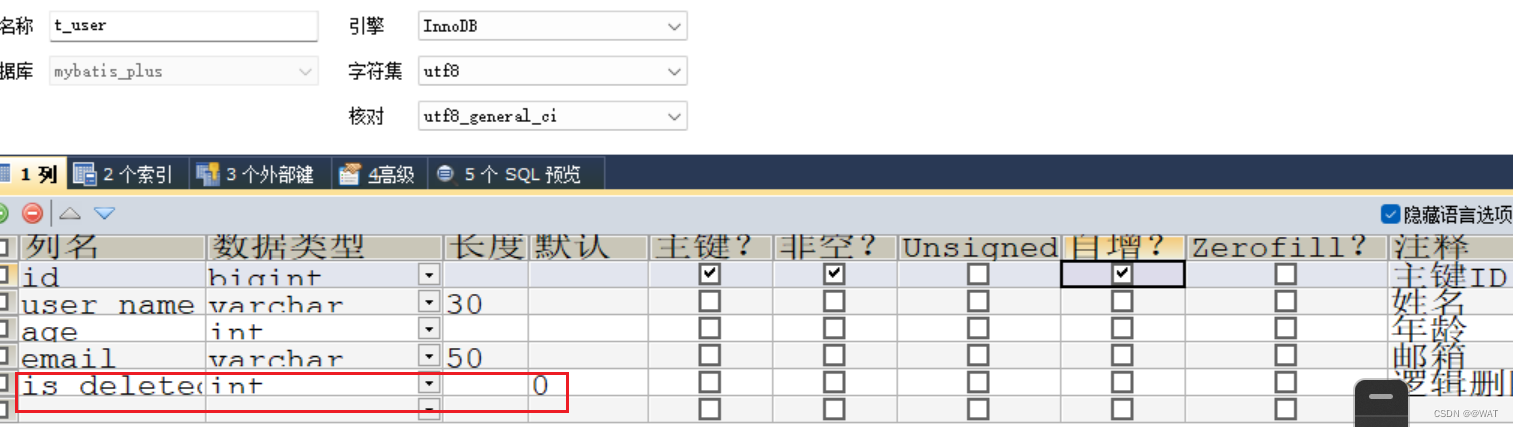 名称 t_user 引擎 InnoDB
据库 mybatis_plus 字符集 utf8
核对 utf8_general_ci
1 列 2 个索引 3 个外部键 4高级 5 个 SQL 预览
隐藏语言选项
列名 数据类型 长度 默认 主键? 非空? Unsigned 自增? Zerofill? 注释
id bigint 主键ID
user_name varchar 30 姓名
age int 年龄
email varchar 50 邮箱
is_deleted int 0 逻辑删
CSDN @@WAT